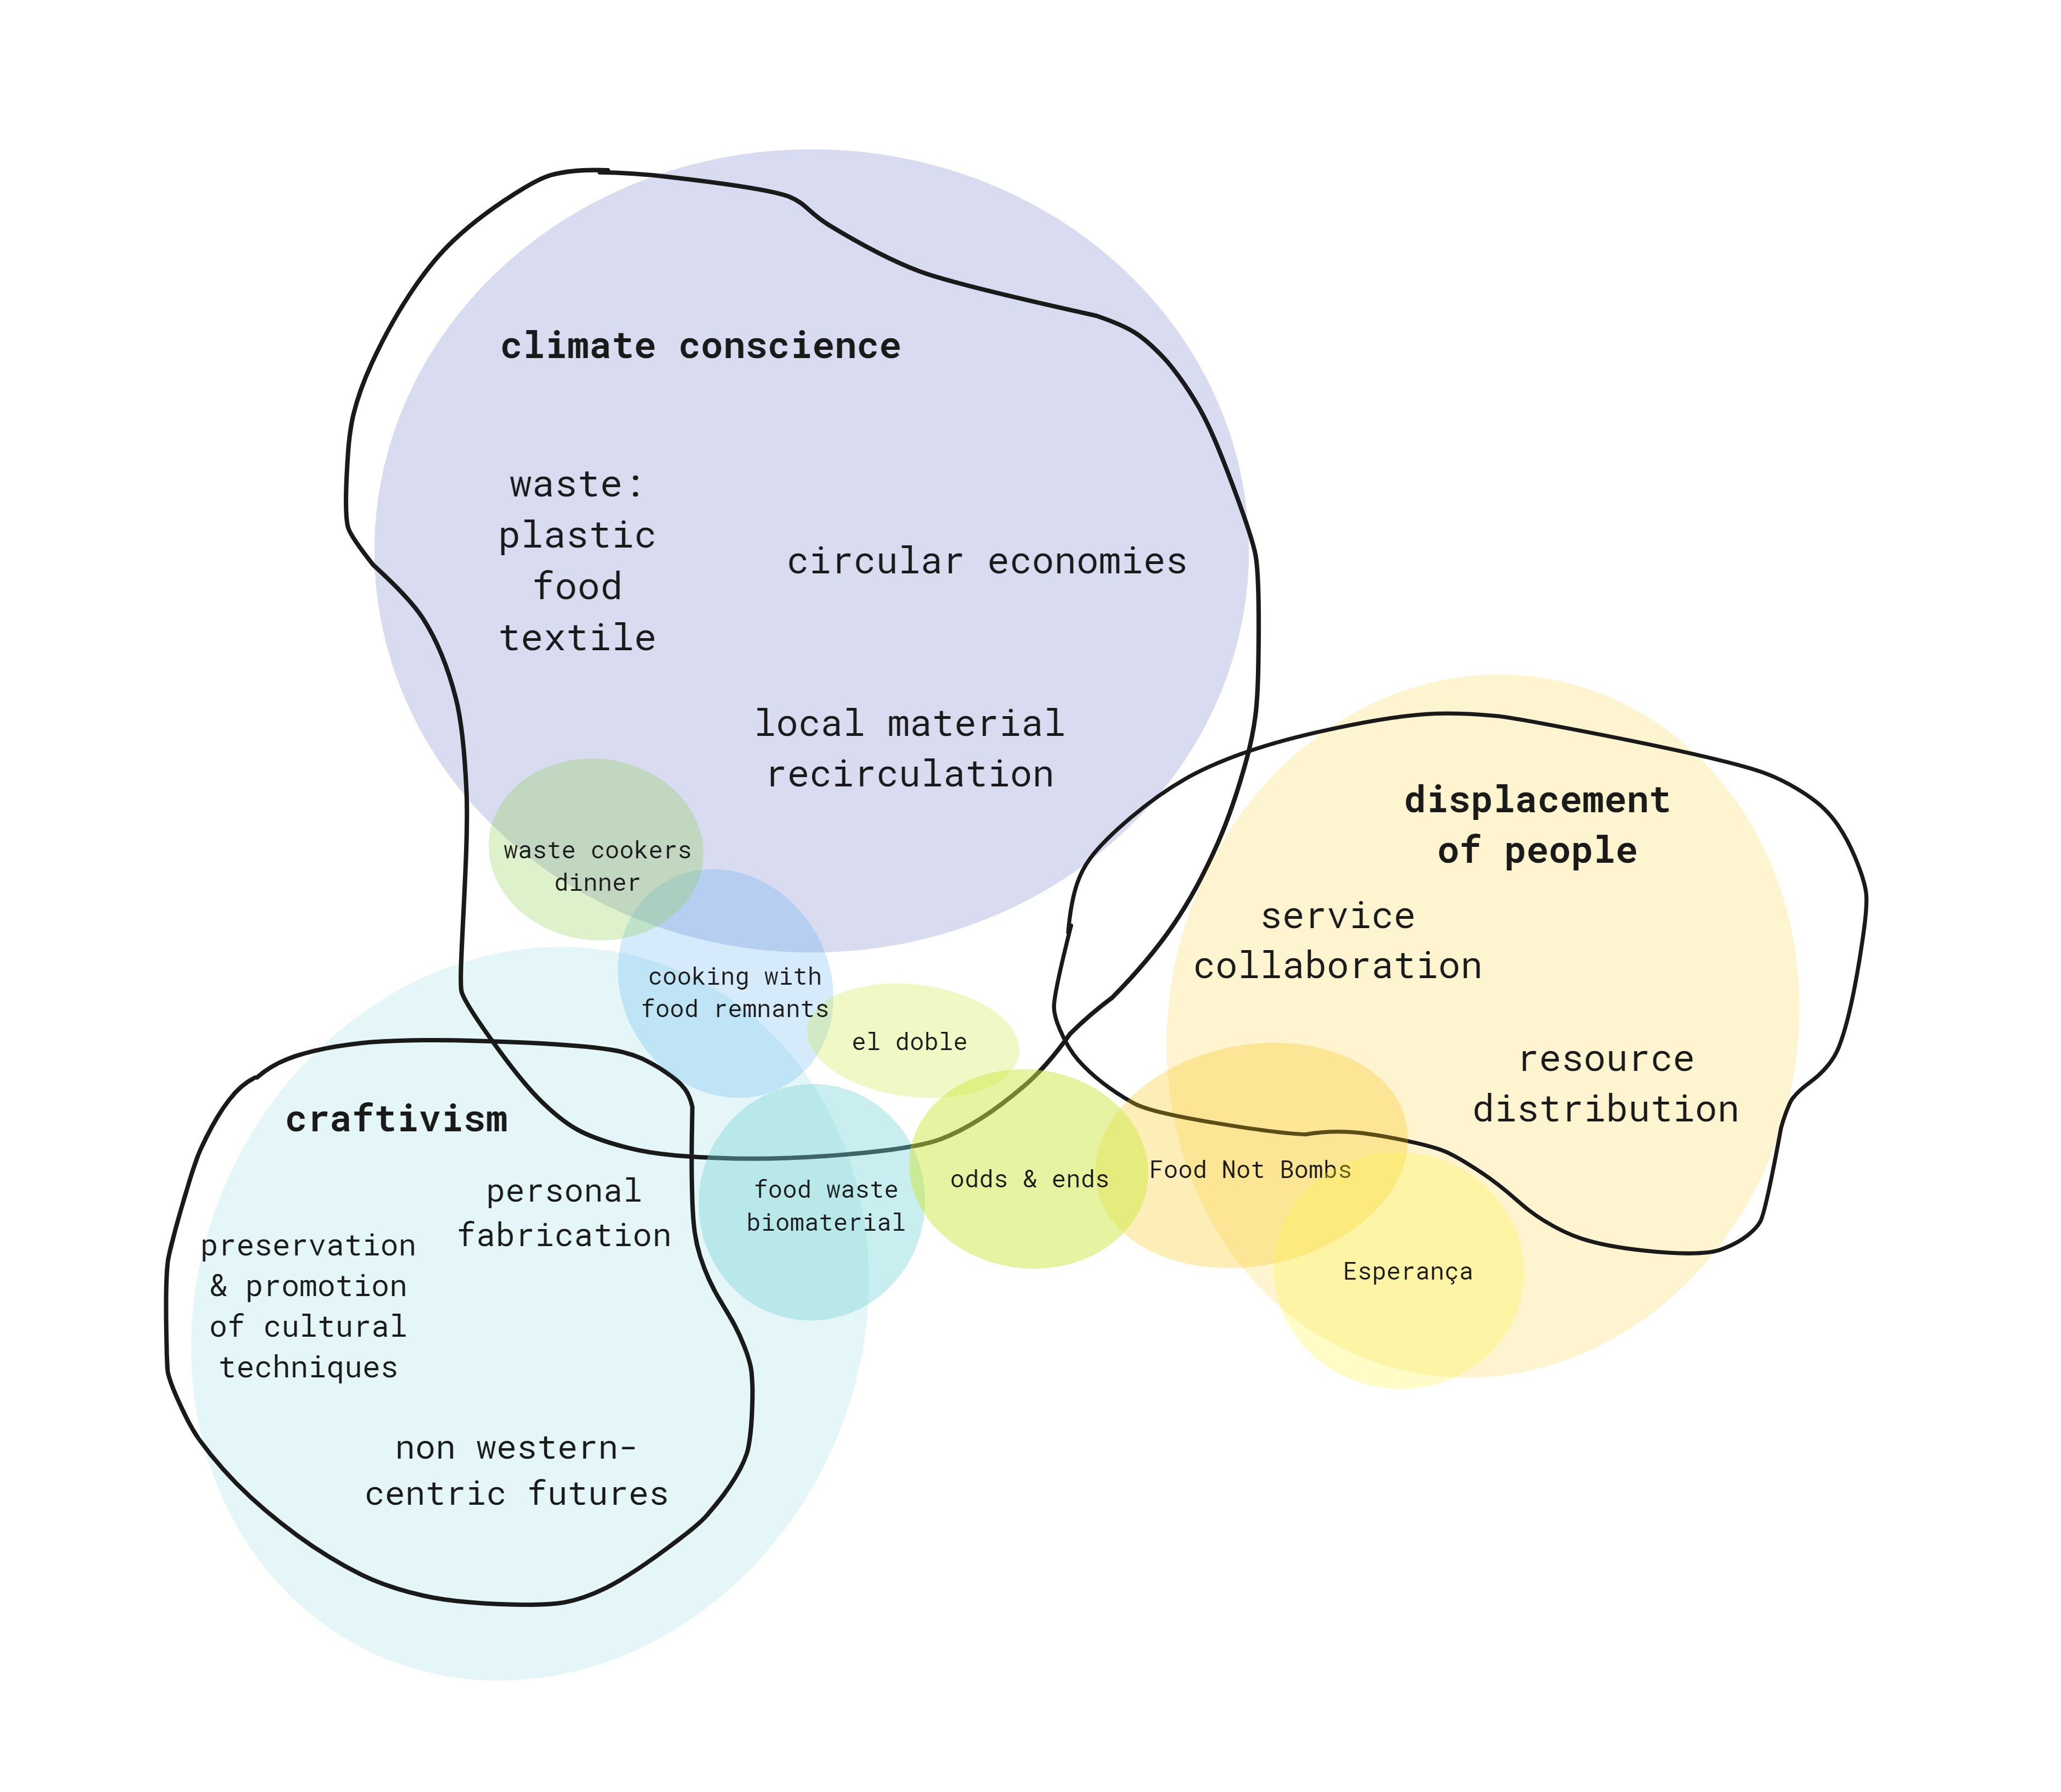 climate conscience
waste:
plastic
food
textile
circular economies
local material
recirculation
waste cookers
dinner
cooking with
food remnants
el doble
displacement
of people
service
collaboration
resource
distribution
craftivism
personal
fabrication
preservation
& promotion
of cultural
techniques
non western-
centric futures
food waste
biomaterial
odds & ends
Food Not Bombs
Esperança